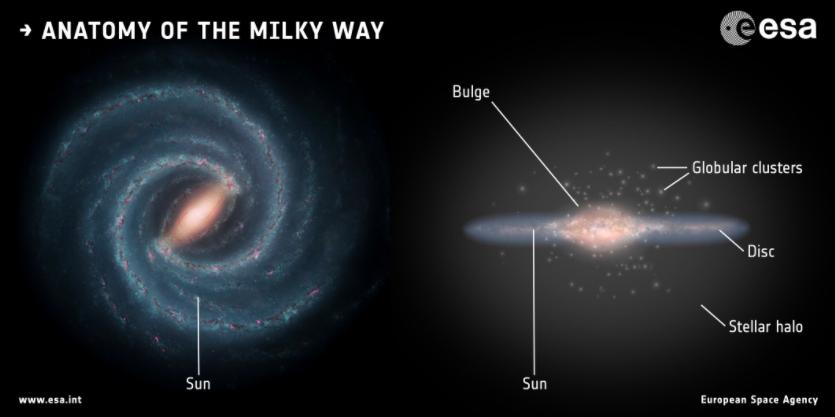 → ANATOMY OF THE MILKY WAY
esa
Bulge
Globular clusters
Disc
Stellar halo
Sun
Sun
www.esa.int
European Space Agency